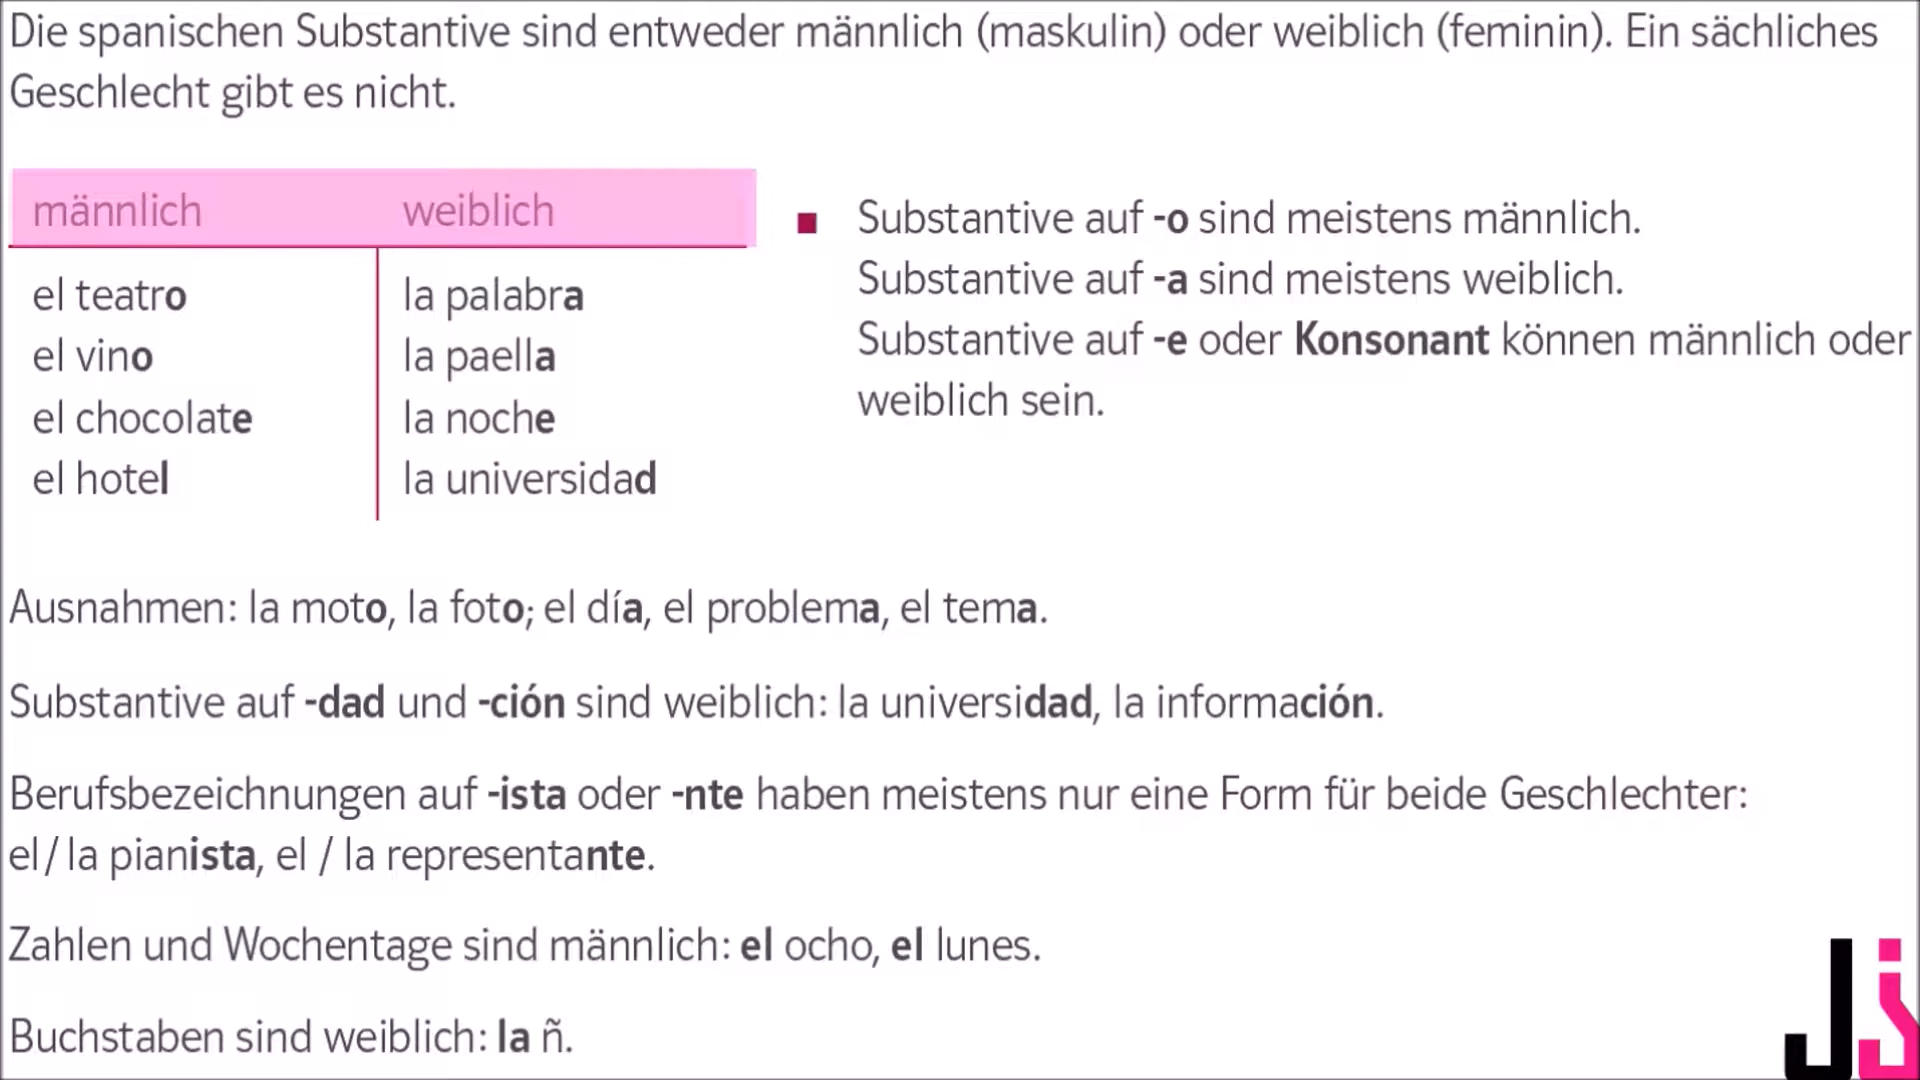 Die spanischen Substantive sind entweder männlich (maskulin) oder weiblich (feminin). Ein sächliches
Geschlecht gibt es nicht.
männlich weiblich
el teatro la palabra
el vino la paella
el chocolate la noche
el hotel la universidad
■ Substantive auf -o sind meistens männlich.
Substantive auf -a sind meistens weiblich.
Substantive auf -e oder Konsonant können männlich oder
weiblich sein.
Ausnahmen: la moto, la foto; el día, el problema, el tema.
Substantive auf -dad und -ción sind weiblich: la universidad, la información.
Berufsbezeichnungen auf -ista oder -nte haben meistens nur eine Form für beide Geschlechter:
el / la pianista, el / la representante.
Zahlen und Wochentage sind männlich: el ocho, el lunes.
Buchstaben sind weiblich: la ñ.
Js